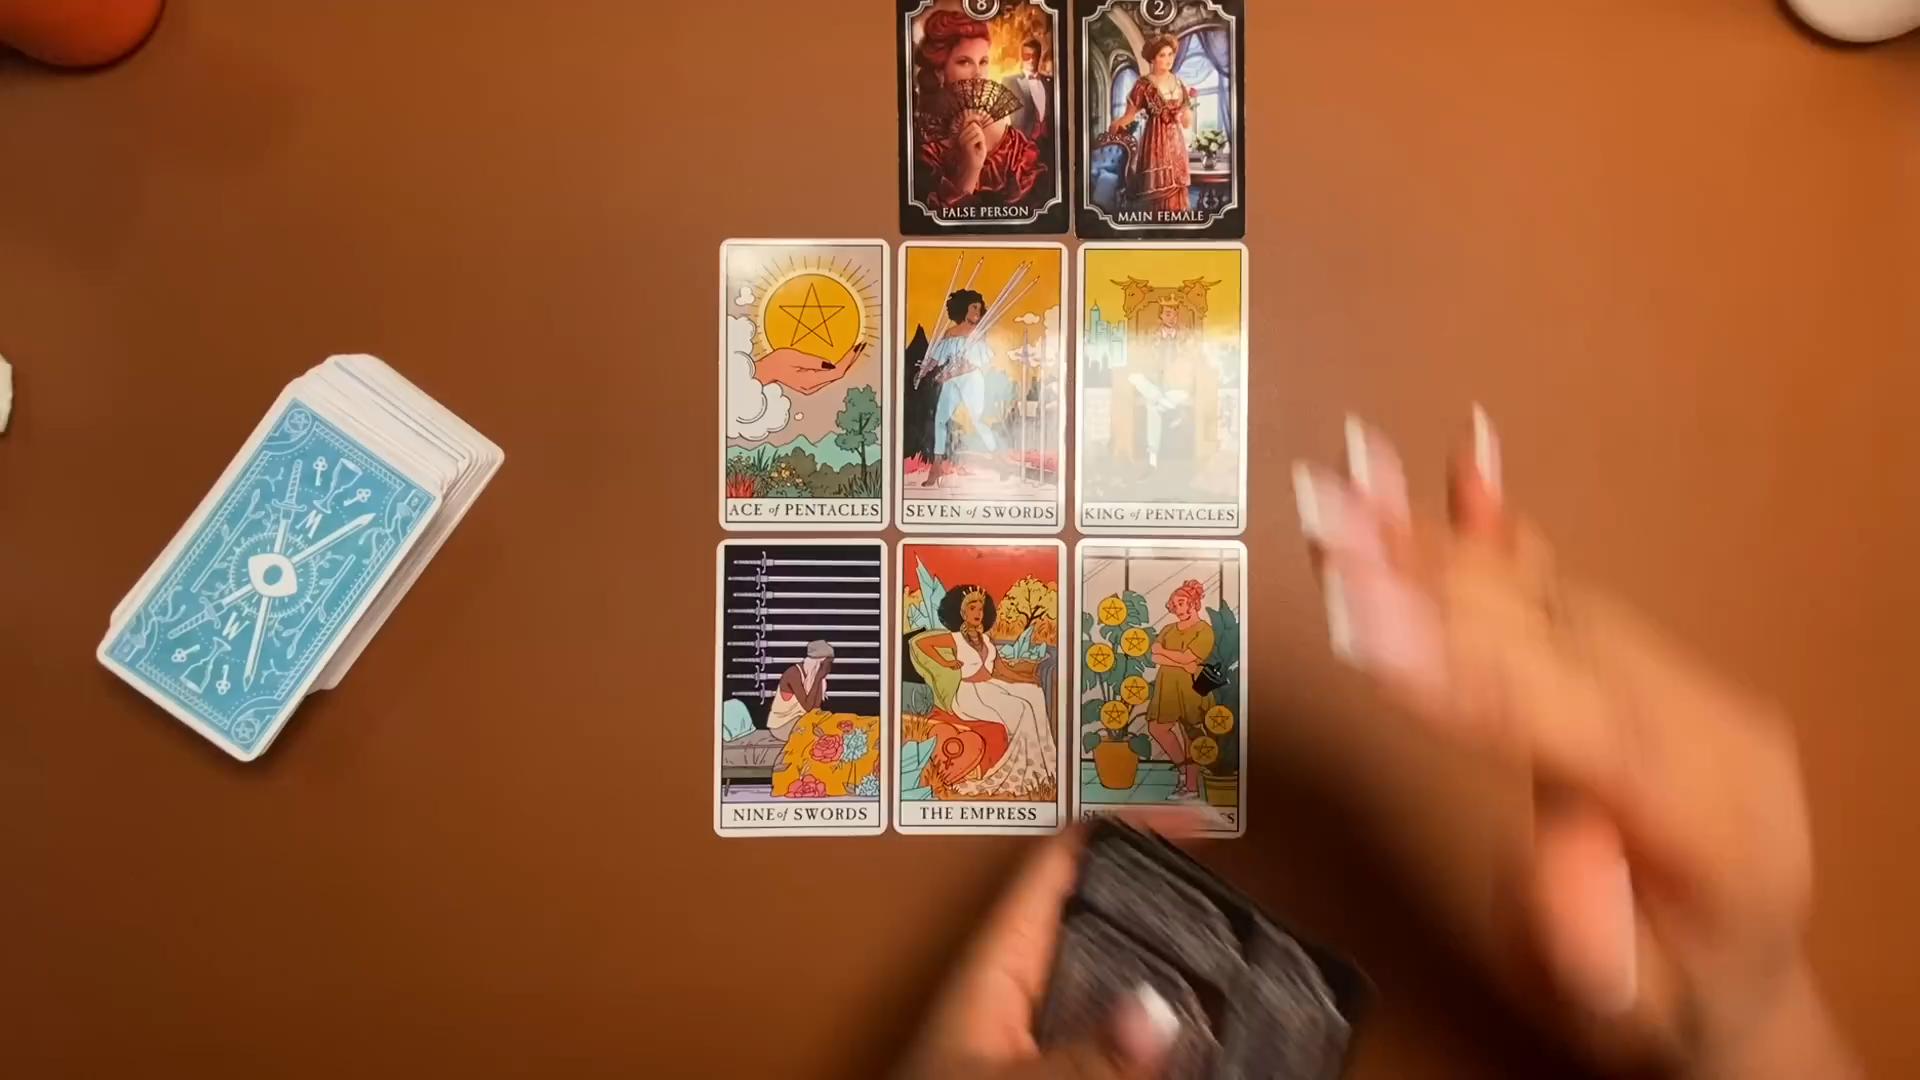 8
2
FALSE PERSON
MAIN FEMALE
ACE of PENTACLES
SEVEN of SWORDS
KING of PENTACLES
NINE of SWORDS
THE EMPRESS
M
W